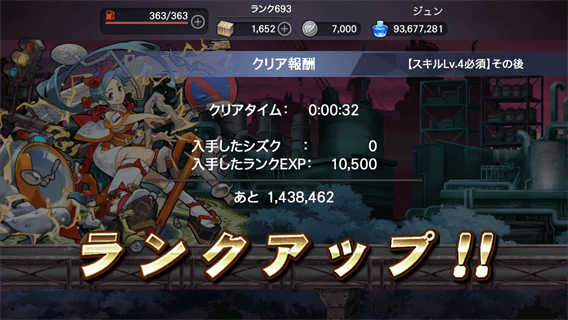 ランク693
ジュン
363/363
1,652
7,000
93,677,281
クリア報酬
【スキルLv.4必須】その後
クリアタイム: 0:00:32
入手したシズク : 0
入手したランクEXP: 10,500
あと 1,438,462
ランクアップ!!